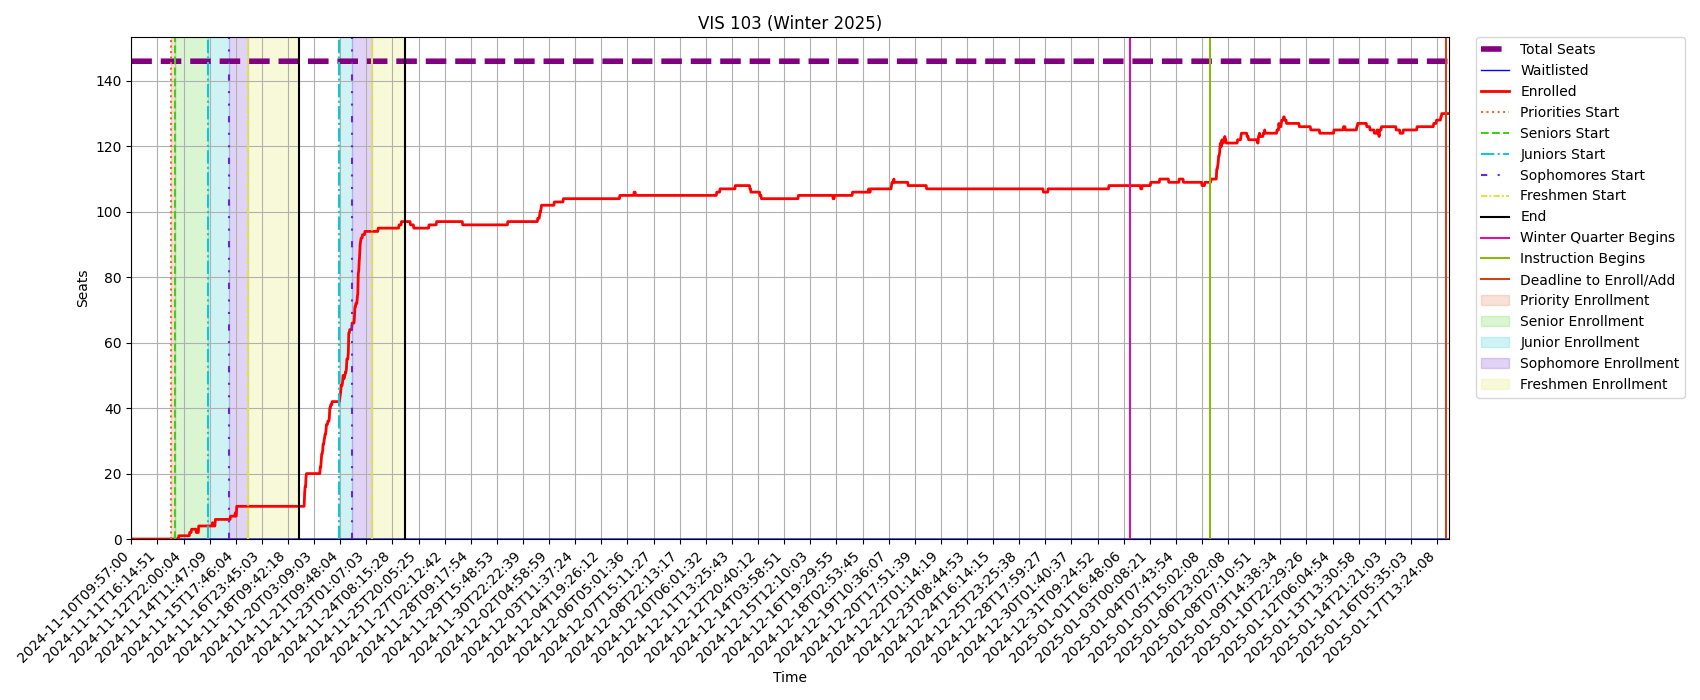 VIS 103 (Winter 2025)
Seats
140
120
100
80
60
40
20
0
2024-11-10T09:57:00
2024-11-11T16:14:51
2024-11-12T22:00:04
2024-11-14T11:47:09
2024-11-15T17:46:04
2024-11-16T23:45:03
2024-11-18T09:42:18
2024-11-20T03:09:03
2024-11-21T09:48:04
2024-11-23T01:07:03
2024-11-24T08:15:28
2024-11-25T20:05:25
2024-11-27T02:12:42
2024-11-28T09:17:54
2024-11-29T15:48:53
2024-11-30T22:22:39
2024-12-02T04:58:59
2024-12-03T11:37:24
2024-12-04T19:26:12
2024-12-06T05:01:36
2024-12-07T15:11:27
2024-12-08T22:13:17
2024-12-10T06:01:32
2024-12-11T13:25:43
2024-12-12T20:40:12
2024-12-14T03:58:51
2024-12-15T12:10:03
2024-12-16T19:29:55
2024-12-18T02:53:45
2024-12-19T10:36:07
2024-12-20T17:51:39
2024-12-22T01:14:19
2024-12-23T08:44:53
2024-12-24T16:14:15
2024-12-25T23:25:38
2024-12-28T17:59:27
2024-12-30T01:40:37
2024-12-31T09:24:52
2025-01-01T16:48:06
2025-01-03T00:08:21
2025-01-04T07:43:54
2025-01-05T15:02:08
2025-01-06T23:02:08
2025-01-08T07:10:51
2025-01-09T14:38:34
2025-01-10T22:29:26
2025-01-12T06:04:54
2025-01-13T13:30:58
2025-01-14T21:21:03
2025-01-16T05:35:03
2025-01-17T13:24:08
Time
Total Seats
Waitlisted
Enrolled
Priorities Start
Seniors Start
Juniors Start
Sophomores Start
Freshmen Start
End
Winter Quarter Begins
Instruction Begins
Deadline to Enroll/Add
Priority Enrollment
Senior Enrollment
Junior Enrollment
Sophomore Enrollment
Freshmen Enrollment